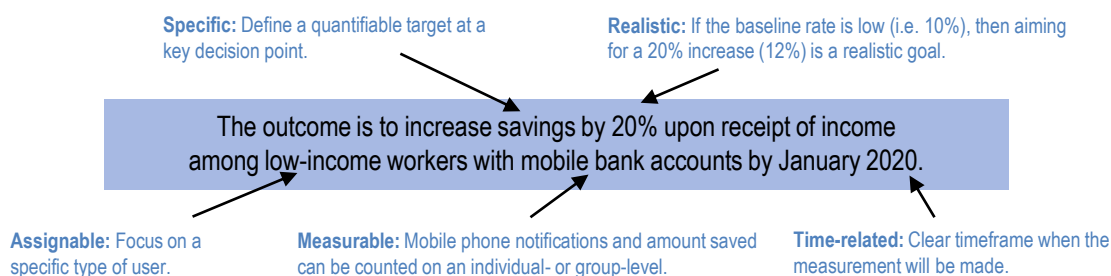 Specific: Define a quantifiable target at a
key decision point.
Realistic: If the baseline rate is low (i.e. 10%), then aiming
for a 20% increase (12%) is a realistic goal.
The outcome is to increase savings by 20% upon receipt of income
among low-income workers with mobile bank accounts by January 2020.
Assignable: Focus on a
specific type of user.
Measurable: Mobile phone notifications and amount saved
can be counted on an individual- or group-level.
Time-related: Clear timeframe when the
measurement will be made.